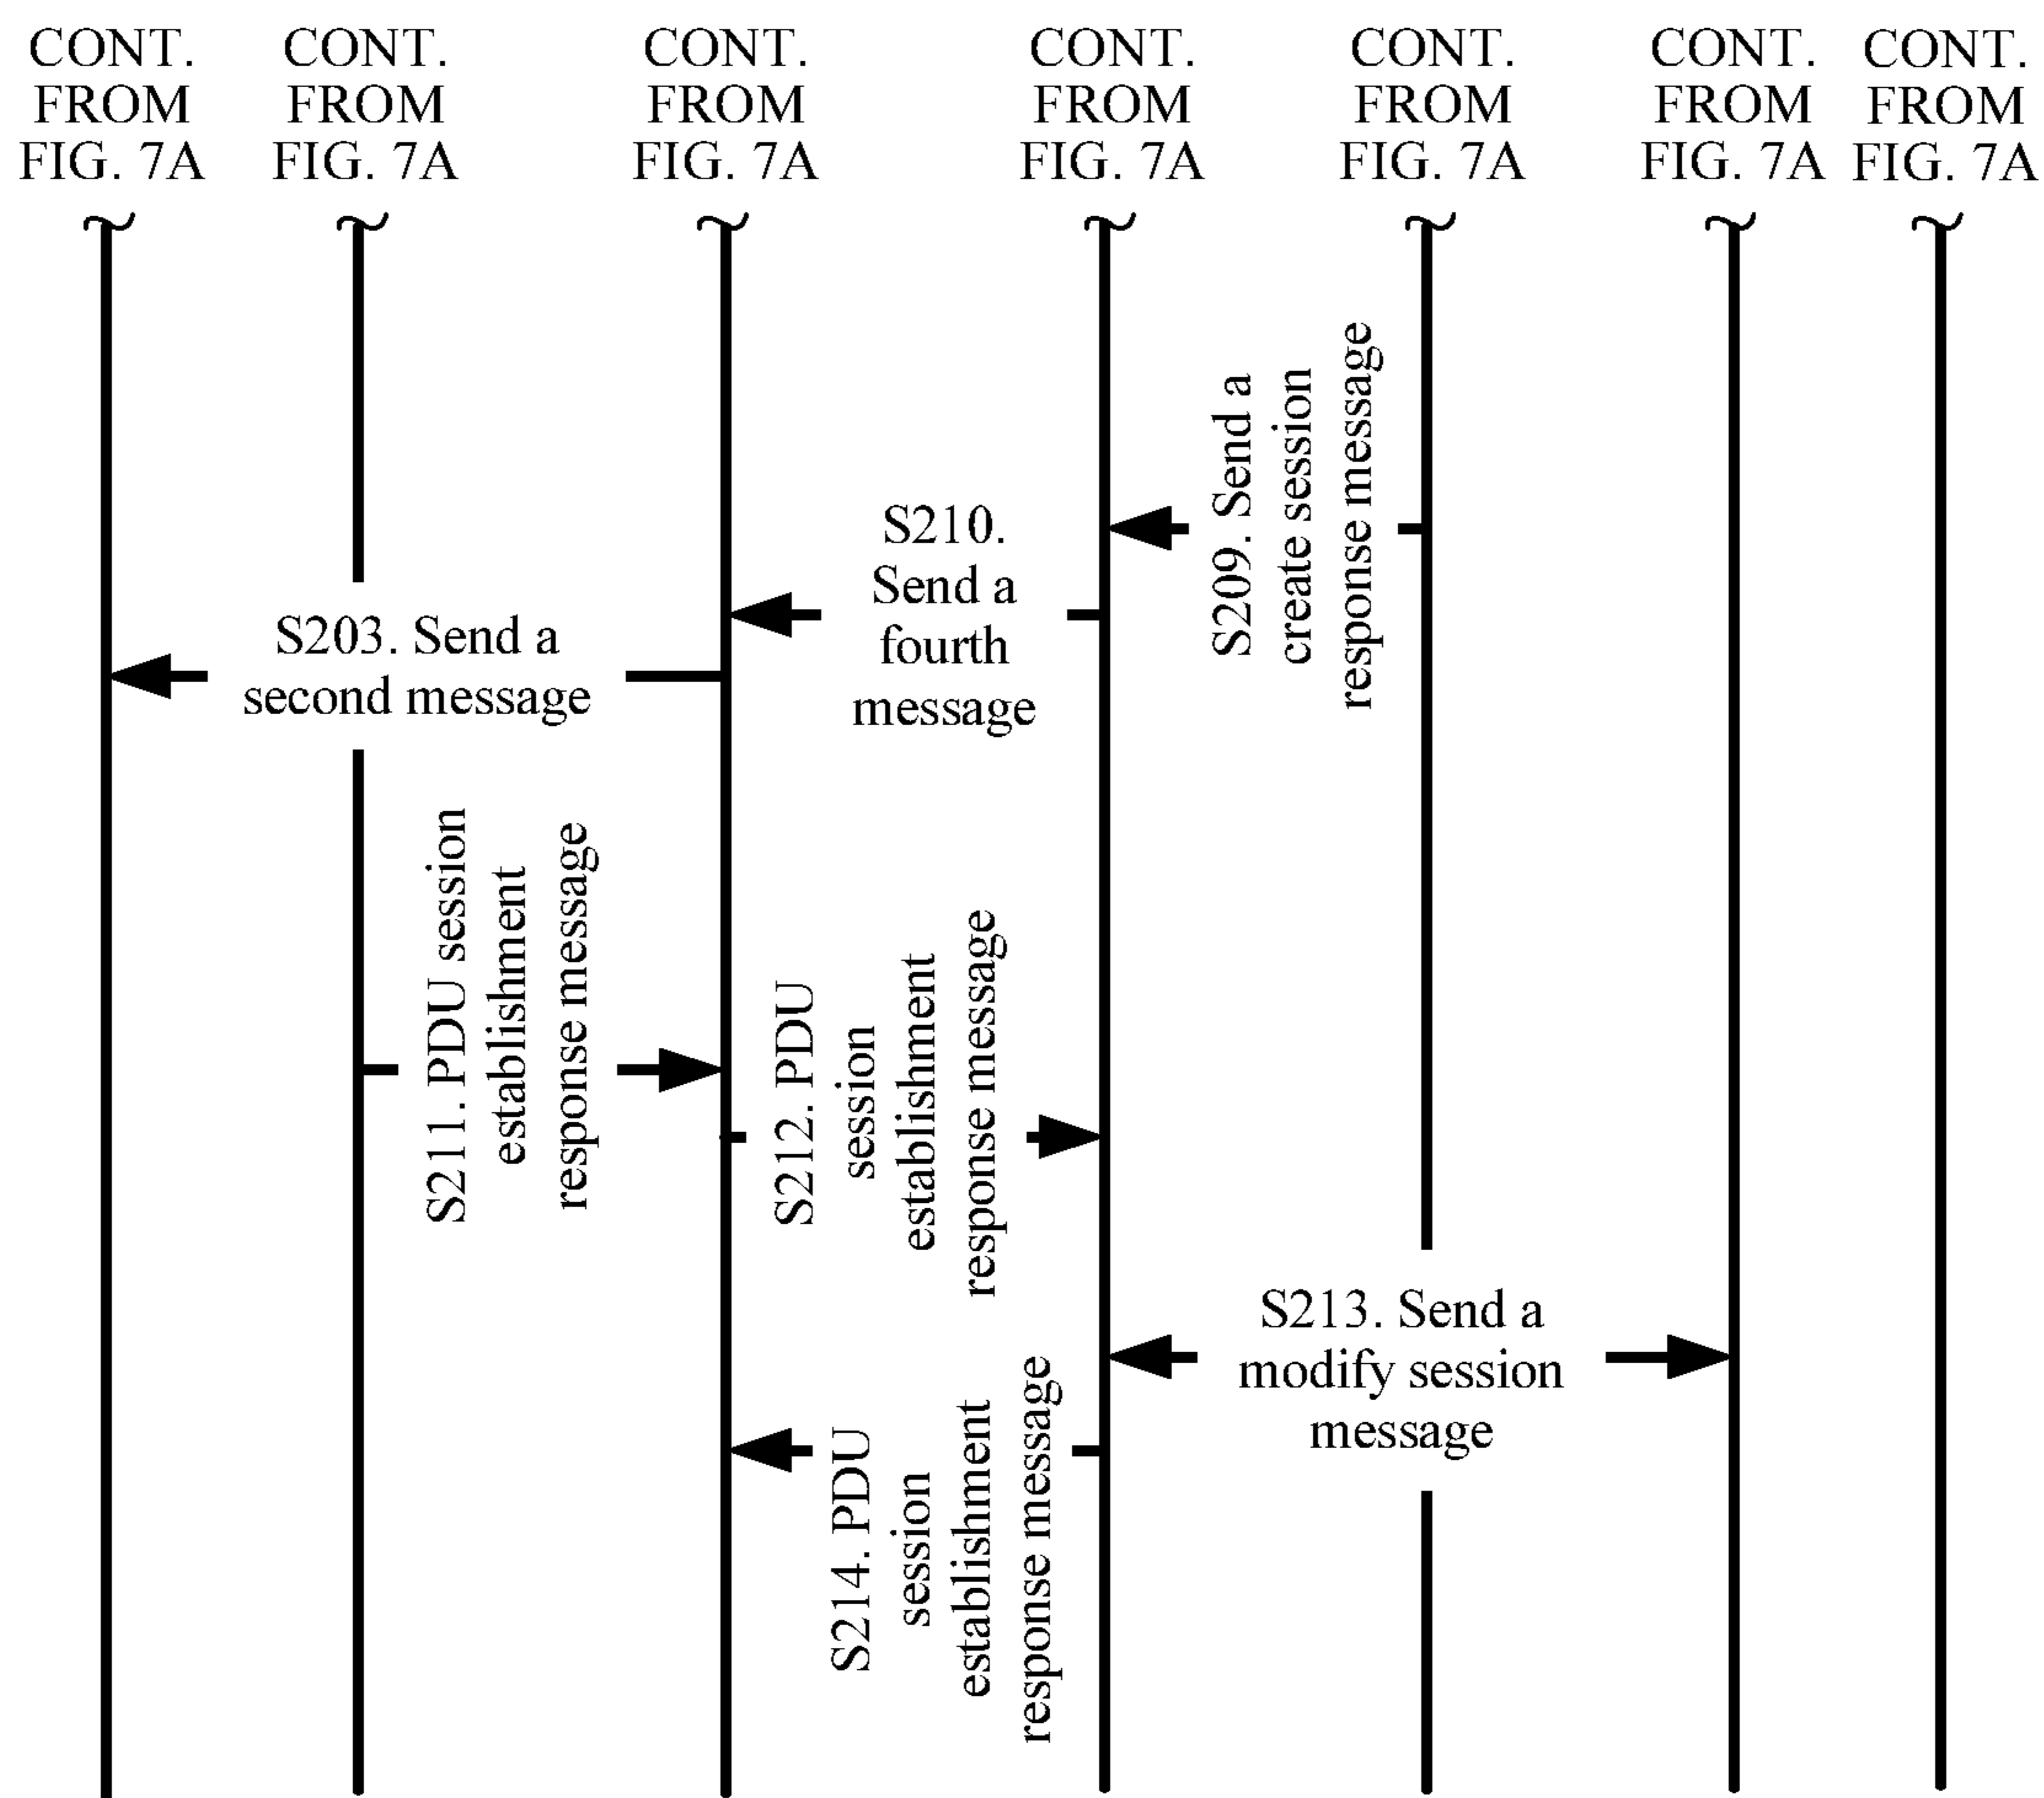 CONT.
FROM
FIG. 7A
CONT.
FROM
FIG. 7A
CONT.
FROM
FIG. 7A
CONT.
FROM
FIG. 7A
CONT.
FROM
FIG. 7A
CONT.
FROM
FIG. 7A
CONT.
FROM
FIG. 7A
S209. Send a
create session
response message
S210.
Send a
fourth
message
S203. Send a
second message
S211. PDU session
establishment
response message
S212. PDU
session
establishment
response message
S213. Send a
modify session
message
S214. PDU
session
establishment
response message